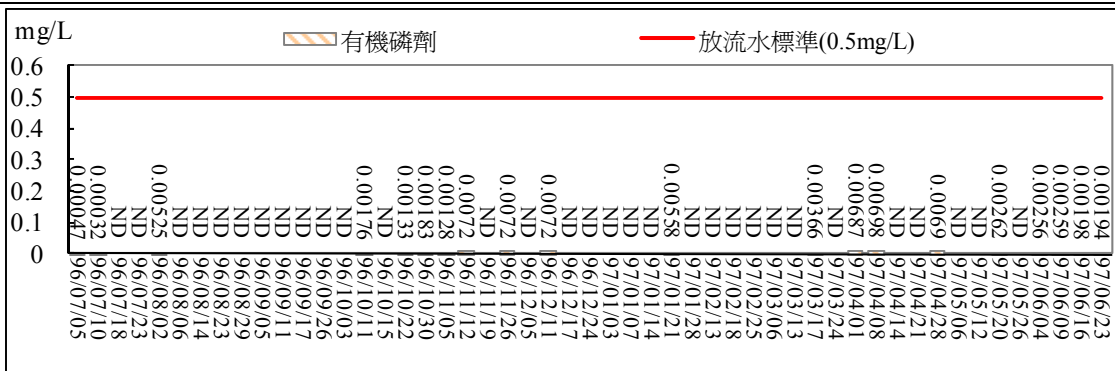 mg/L
有機磷劑
放流水標準(0.5mg/L)
0.6
0.5
0.4
0.3
0.2
0.1
0
0.00047
0.00032
ND
ND
0.00525
ND
ND
ND
ND
ND
ND
ND
ND
ND
0.00176
ND
0.00133
0.00183
0.00128
0.0072
ND
0.0072
ND
0.0072
ND
ND
ND
ND
ND
0.00558
ND
ND
ND
ND
ND
ND
0.00366
ND
0.00687
0.00698
ND
ND
0.0069
ND
ND
0.00262
ND
0.00256
0.00259
0.00198
0.00194
96/07/05
96/07/10
96/07/18
96/07/23
96/08/02
96/08/06
96/08/14
96/08/23
96/08/29
96/09/05
96/09/11
96/09/17
96/09/26
96/10/03
96/10/11
96/10/15
96/10/22
96/10/30
96/11/05
96/11/12
96/11/19
96/11/26
96/12/05
96/12/11
96/12/17
96/12/24
97/01/03
97/01/07
97/01/14
97/01/21
97/01/28
97/02/13
97/02/18
97/02/25
97/03/06
97/03/13
97/03/17
97/03/24
97/04/01
97/04/08
97/04/14
97/04/21
97/04/28
97/05/06
97/05/12
97/05/20
97/05/26
97/06/04
97/06/09
97/06/16
97/06/23